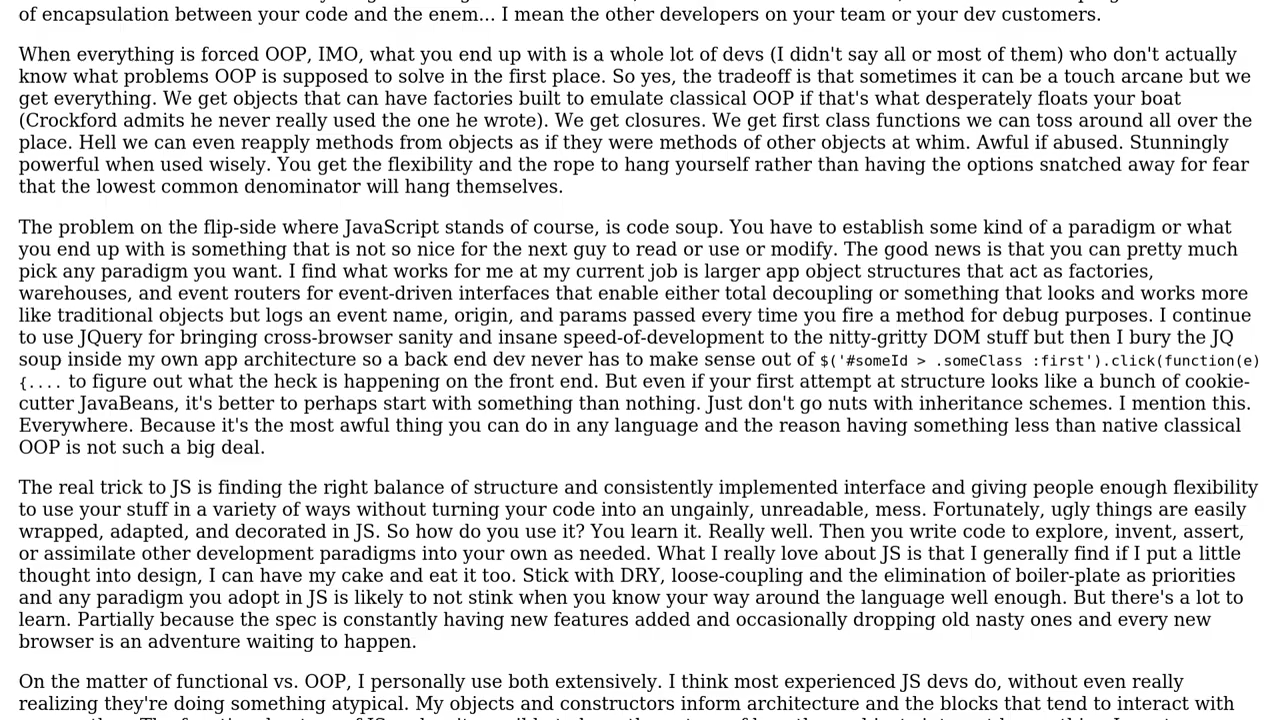 of encapsulation between your code and the enem... I mean the other developers on your team or your dev customers.
When everything is forced OOP, IMO, what you end up with is a whole lot of devs (I didn't say all or most of them) who don't actually
know what problems OOP is supposed to solve in the first place. So yes, the tradeoff is that sometimes it can be a touch arcane but we
get everything. We get objects that can have factories built to emulate classical OOP if that's what desperately floats your boat
(Crockford admits he never really used the one he wrote). We get closures. We get first class functions we can toss around all over the
place. Hell we can even reapply methods from objects as if they were methods of other objects at whim. Awful if abused. Stunningly
powerful when used wisely. You get the flexibility and the rope to hang yourself rather than having the options snatched away for fear
that the lowest common denominator will hang themselves.
The problem on the flip-side where JavaScript stands of course, is code soup. You have to establish some kind of a paradigm or what
you end up with is something that is not so nice for the next guy to read or use or modify. The good news is that you can pretty much
pick any paradigm you want. I find what works for me at my current job is larger app object structures that act as factories,
warehouses, and event routers for event-driven interfaces that enable either total decoupling or something that looks and works more
like traditional objects but logs an event name, origin, and params passed every time you fire a method for debug purposes. I continue
to use JQuery for bringing cross-browser sanity and insane speed-of-development to the nitty-gritty DOM stuff but then I bury the JQ
soup inside my own app architecture so a back end dev never has to make sense out of $('#someId > .someClass :first').click(function(e)
{.... to figure out what the heck is happening on the front end. But even if your first attempt at structure looks like a bunch of cookie-
cutter JavaBeans, it's better to perhaps start with something than nothing. Just don't go nuts with inheritance schemes. I mention this.
Everywhere. Because it's the most awful thing you can do in any language and the reason having something less than native classical
OOP is not such a big deal.
The real trick to JS is finding the right balance of structure and consistently implemented interface and giving people enough flexibility
to use your stuff in a variety of ways without turning your code into an ungainly, unreadable, mess. Fortunately, ugly things are easily
wrapped, adapted, and decorated in JS. So how do you use it? You learn it. Really well. Then you write code to explore, invent, assert,
or assimilate other development paradigms into your own as needed. What I really love about JS is that I generally find if I put a little
thought into design, I can have my cake and eat it too. Stick with DRY, loose-coupling and the elimination of boiler-plate as priorities
and any paradigm you adopt in JS is likely to not stink when you know your way around the language well enough. But there's a lot to
learn. Partially because the spec is constantly having new features added and occasionally dropping old nasty ones and every new
browser is an adventure waiting to happen.
On the matter of functional vs. OOP, I personally use both extensively. I think most experienced JS devs do, without even really
realizing they're doing something atypical. My objects and constructors inform architecture and the blocks that tend to interact with